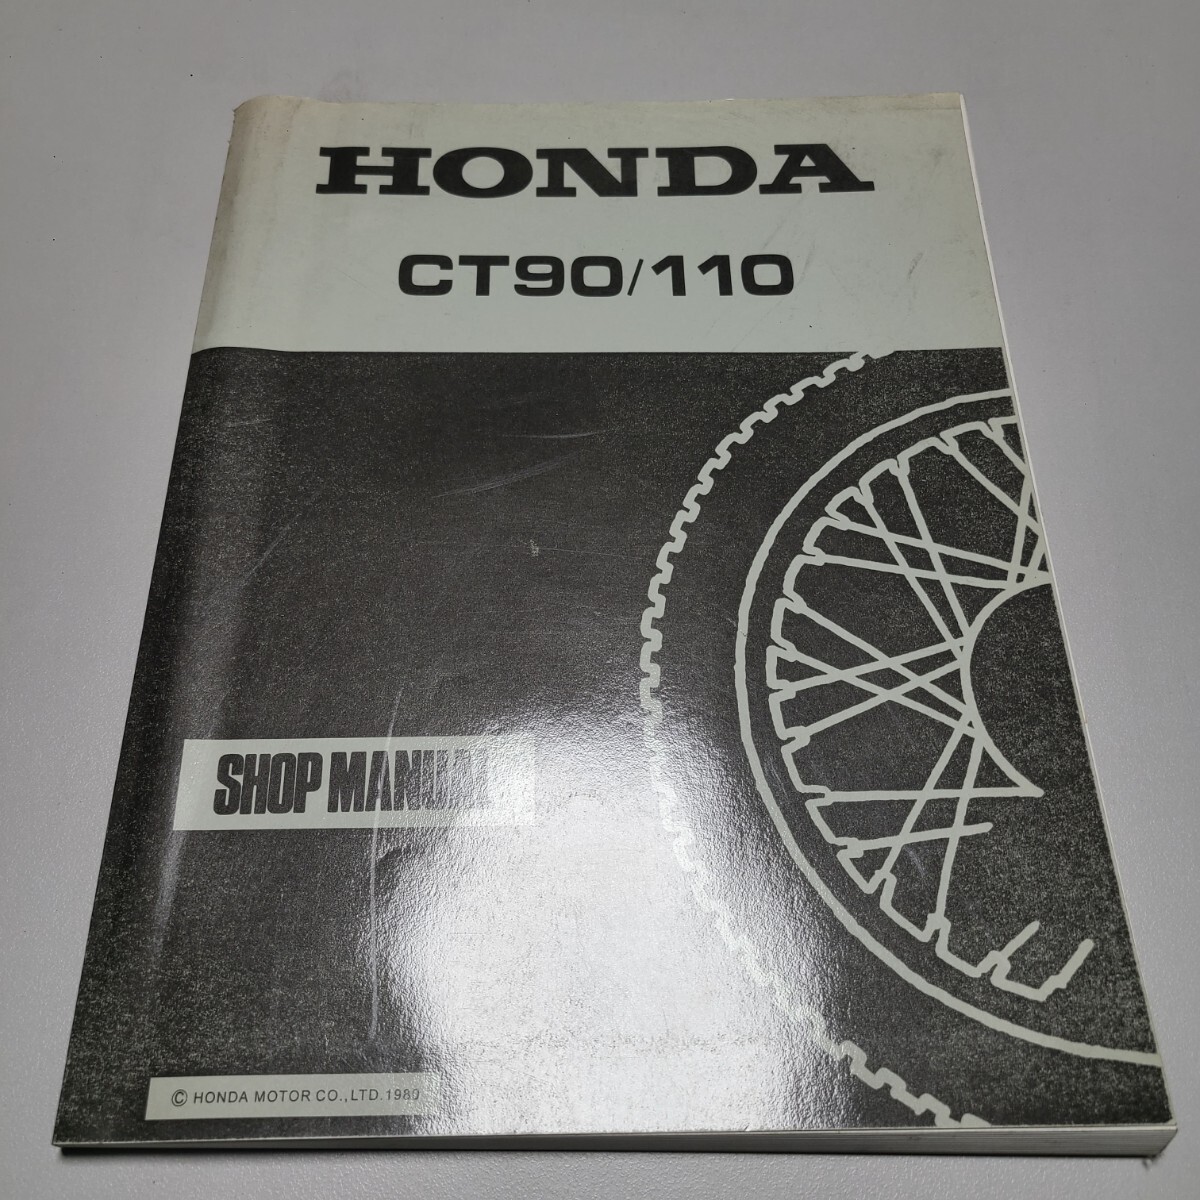 HONDA
CT90/110
SHOP MANUAL
© HONDA MOTOR CO.,LTD.1980